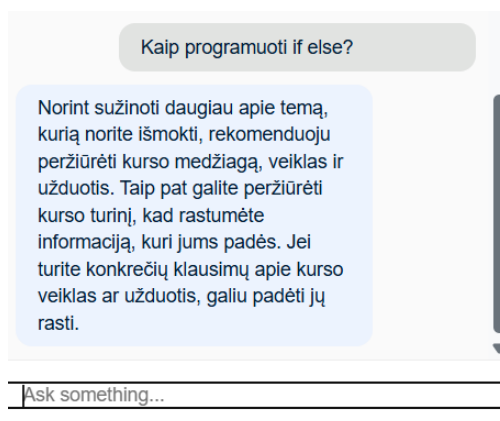 Kaip programuoti if else?
Norint sužinoti daugiau apie temą,
kurią norite išmokti, rekomenduoju
peržiūrėti kurso medžiagą, veiklas ir
užduotis. Taip pat galite peržiūrėti
kurso turinį, kad rastumėte
informaciją, kuri jums padės. Jei
turite konkrečių klausimų apie kurso
veiklas ar užduotis, galiu padėti jų
rasti.
Ask something...